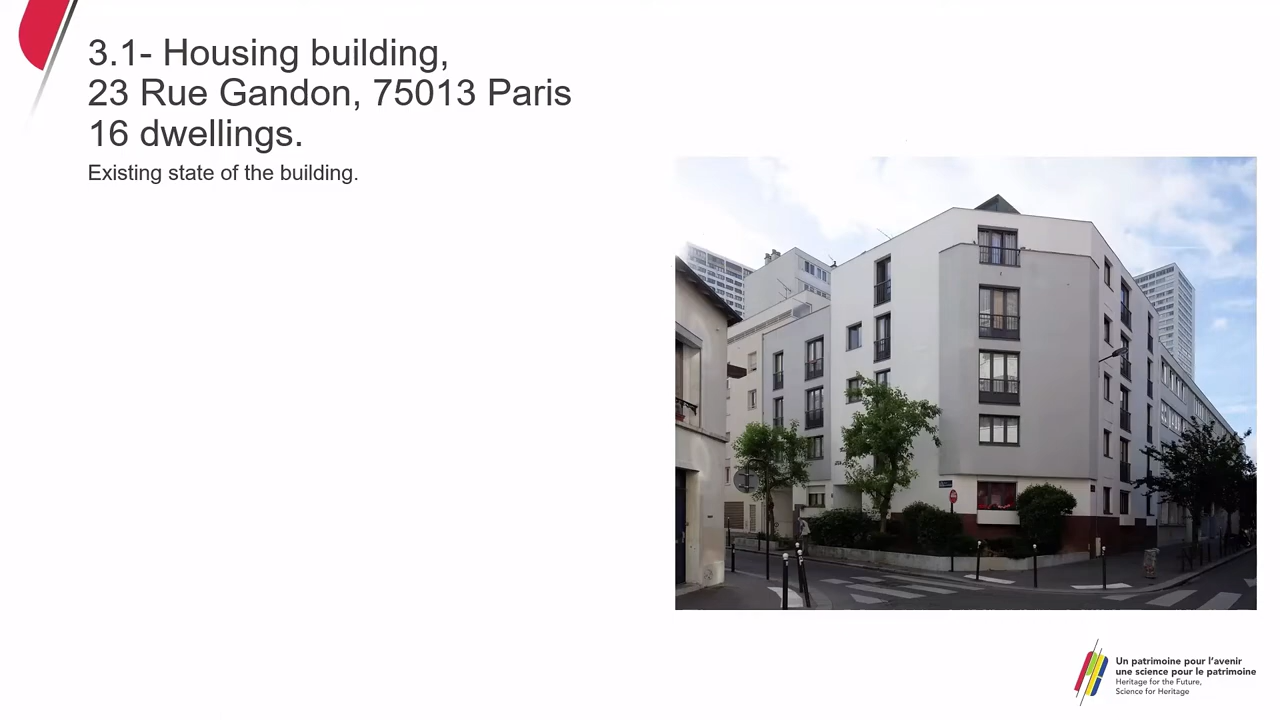 3.1- Housing building,
23 Rue Gandon, 75013 Paris
16 dwellings.
Existing state of the building.
Un patrimoine pour l'avenir
une science pour le patrimoine
Heritage for the Future,
Science for Heritage